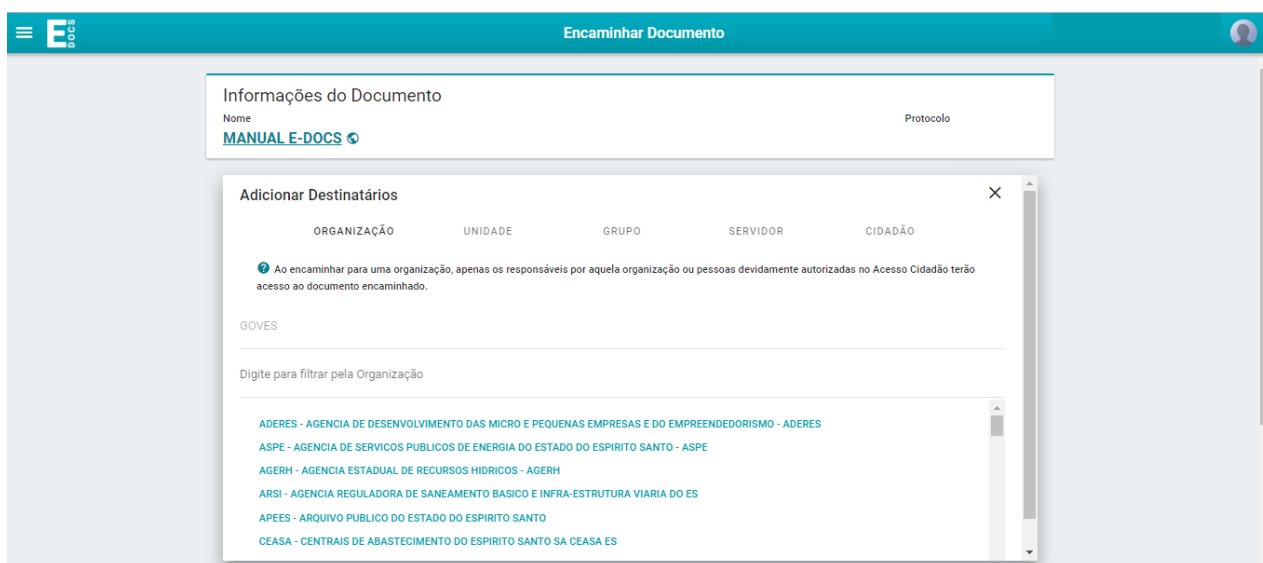 E DOCS
Encaminhar Documento
Informações do Documento
Nome
Protocolo
MANUAL E-DOCS
Adicionar Destinatários
ORGANIZAÇÃO UNIDADE GRUPO SERVIDOR CIDADÃO
Ao encaminhar para uma organização, apenas os responsáveis por aquela organização ou pessoas devidamente autorizadas no Acesso Cidadão terão
acesso ao documento encaminhado.
GOVES
Digite para filtrar pela Organização
ADERES - AGENCIA DE DESENVOLVIMENTO DAS MICRO E PEQUENAS EMPRESAS E DO EMPREENDEDORISMO - ADERES
ASPE - AGENCIA DE SERVICOS PUBLICOS DE ENERGIA DO ESTADO DO ESPIRITO SANTO - ASPE
AGERH - AGENCIA ESTADUAL DE RECURSOS HIDRICOS - AGERH
ARSI - AGENCIA REGULADORA DE SANEAMENTO BASICO E INFRA-ESTRUTURA VIARIA DO ES
APEES - ARQUIVO PUBLICO DO ESTADO DO ESPIRITO SANTO
CEASA - CENTRAIS DE ABASTECIMENTO DO ESPIRITO SANTO SA CEASA ES